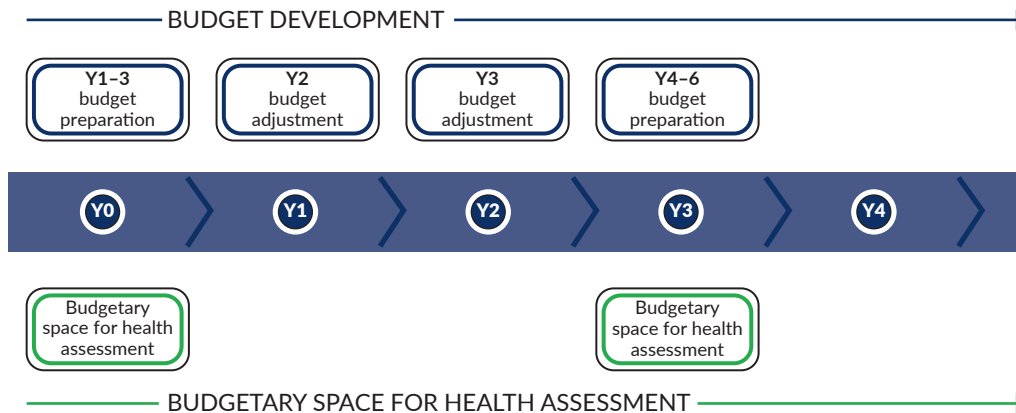 BUDGET DEVELOPMENT
Y1–3
budget
preparation
Y2
budget
adjustment
Y3
budget
adjustment
Y4–6
budget
preparation
Y0
Y1
Y2
Y3
Y4
Budgetary
space for health
assessment
Budgetary
space for health
assessment
BUDGETARY SPACE FOR HEALTH ASSESSMENT